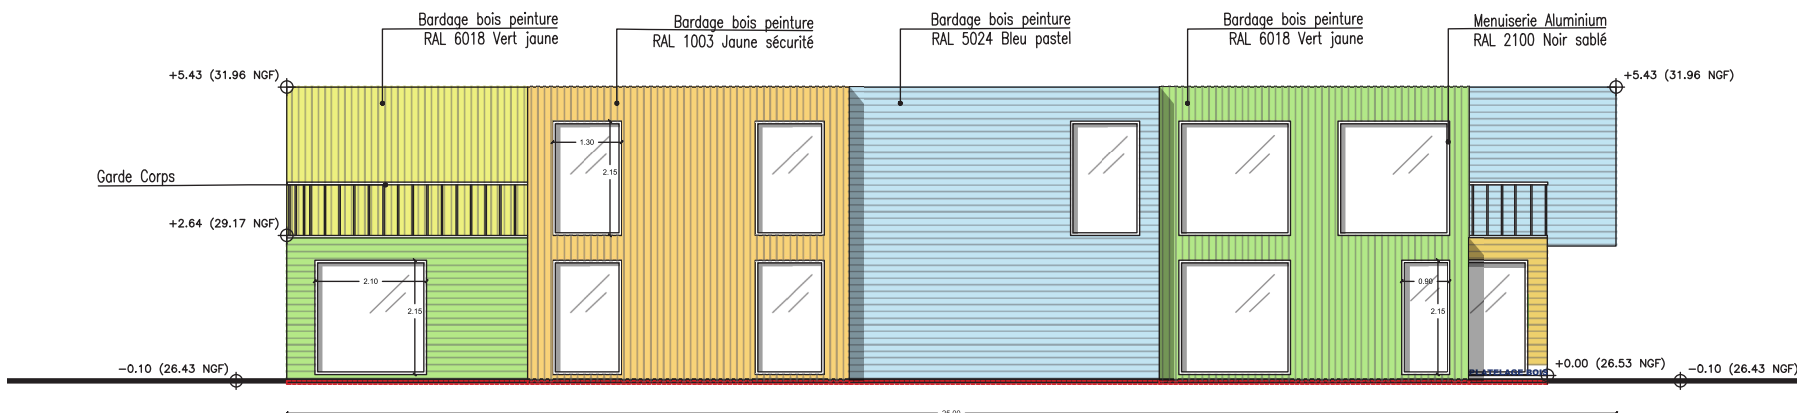 Bardage bois peinture
RAL 6018 Vert jaune
Bardage bois peinture
RAL 1003 Jaune sécurité
Bardage bois peinture
RAL 5024 Bleu pastel
Bardage bois peinture
RAL 6018 Vert jaune
Menuiserie Aluminium
RAL 2100 Noir sablé
+5.43 (31.96 NGF)
+5.43 (31.96 NGF)
1.30
2.15
Garde Corps
+2.64 (29.17 NGF)
2.10
2.15
0.90
2.15
-0.10 (26.43 NGF)
PLATELAGE BOIS
+0.00 (26.53 NGF)
-0.10 (26.43 NGF)
25.00